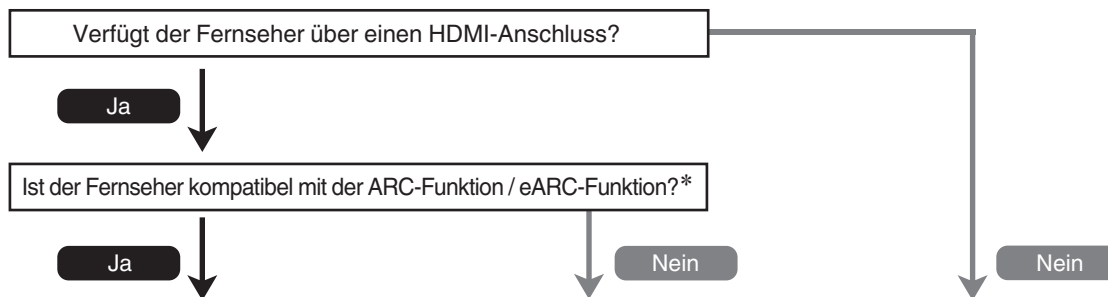 Verfügt der Fernseher über einen HDMI-Anschluss?
Ja
Ist der Fernseher kompatibel mit der ARC-Funktion / eARC-Funktion?*
Ja
Nein
Nein